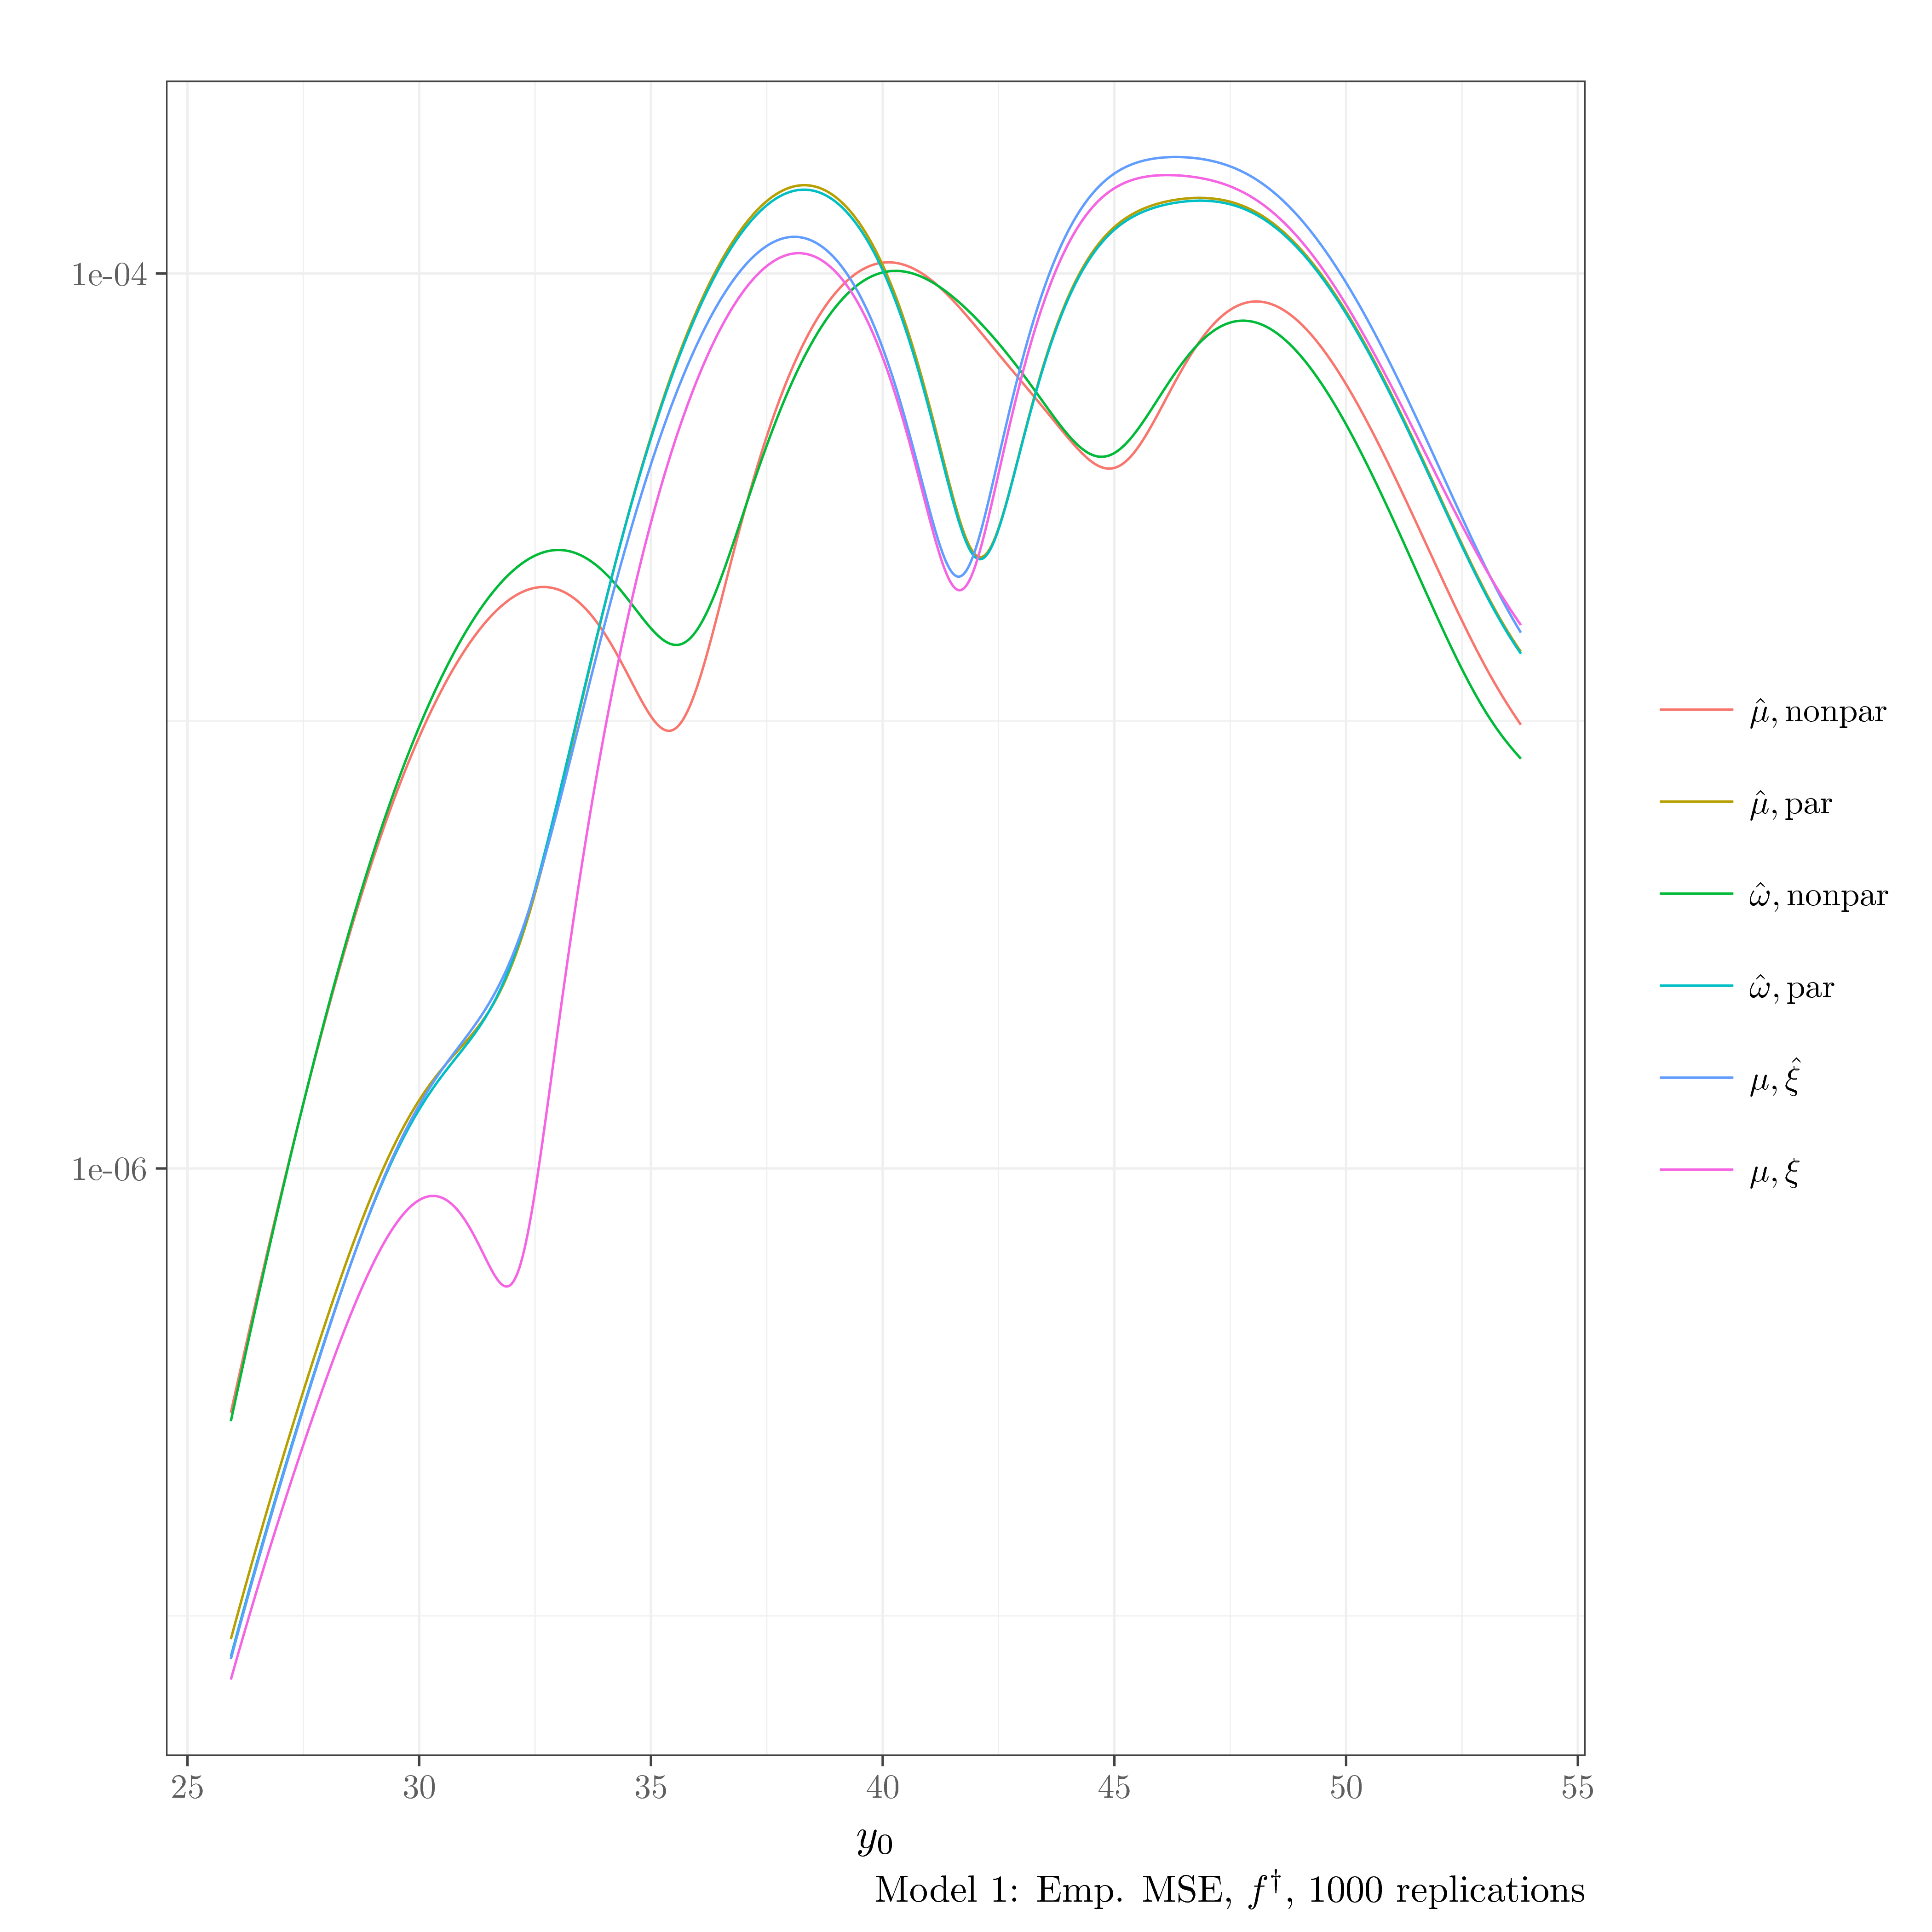 1e-04
1e-06
25 30 35 40 45 50 55
y₀
Model 1: Emp. MSE, f†, 1000 replications
μ̂, nonpar
μ̂, par
ω̂, nonpar
ω̂, par
μ, ξ̂
μ, ξ